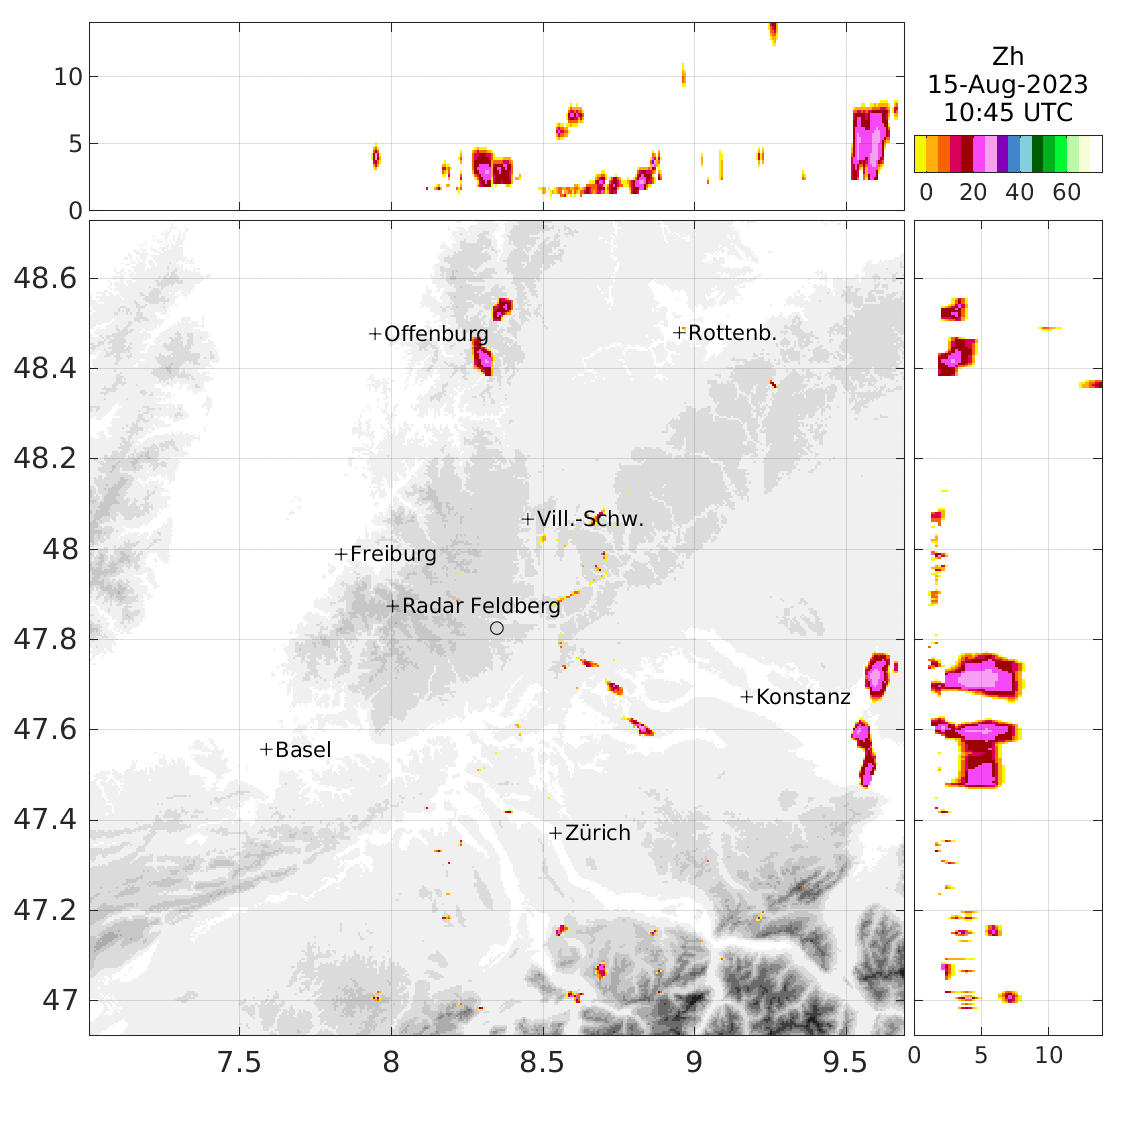 10
5
0
Zh
15-Aug-2023
10:45 UTC
0 20 40 60
48.6
48.4
48.2
48
47.8
47.6
47.4
47.2
47
+Offenburg
+Rottenb.
+Vill.-Schw.
+Freiburg
+Radar Feldberg
+Konstanz
+Basel
+Zürich
7.5 8 8.5 9 9.5
0 5 10